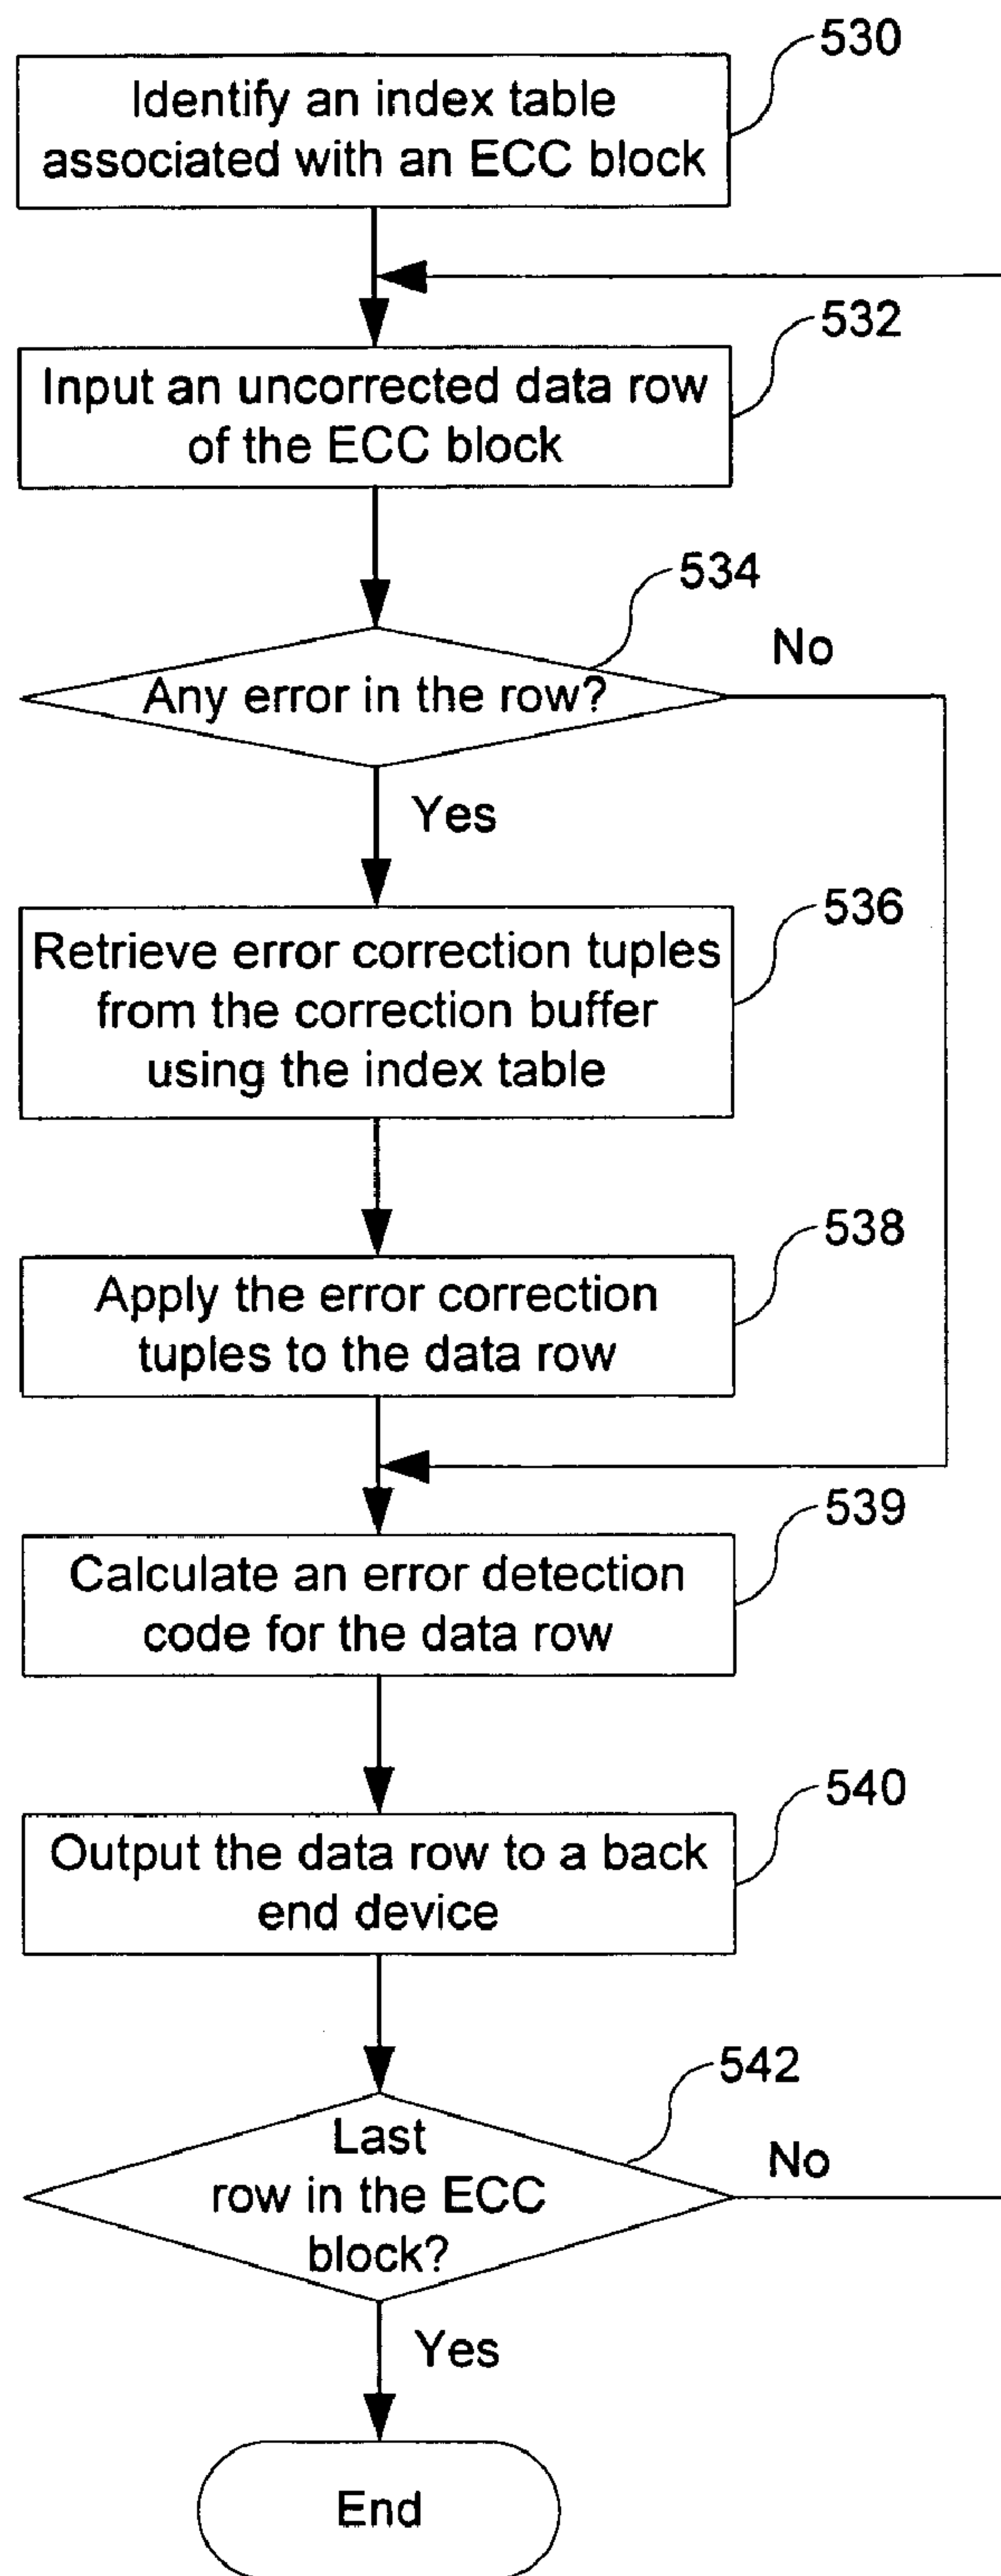 530
Identify an index table
associated with an ECC block
532
Input an uncorrected data row
of the ECC block
534
No
Any error in the row?
Yes
536
Retrieve error correction tuples
from the correction buffer
using the index table
538
Apply the error correction
tuples to the data row
539
Calculate an error detection
code for the data row
540
Output the data row to a back
end device
542
Last
No
row in the ECC
block?
Yes
End